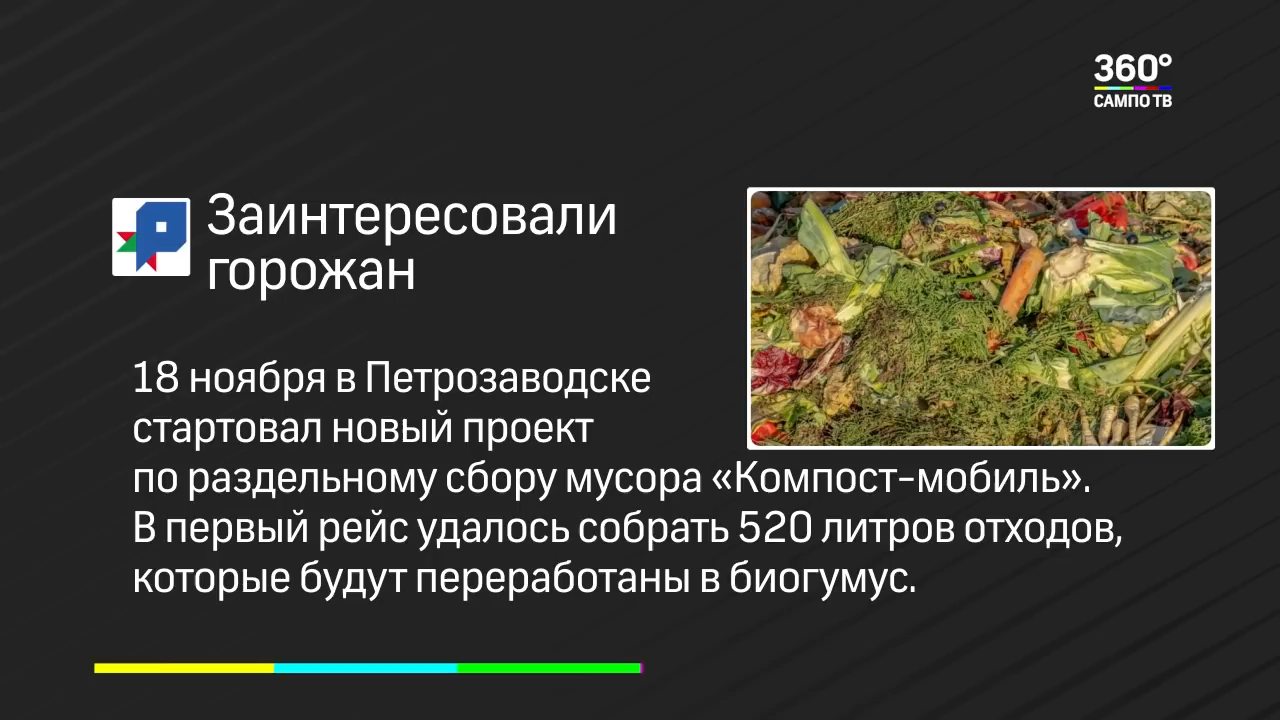 360°
САМПО ТВ
Заинтересовали
горожан
18 ноября в Петрозаводске
стартовал новый проект
по раздельному сбору мусора «Компост-мобиль».
В первый рейс удалось собрать 520 литров отходов,
которые будут переработаны в биогумус.